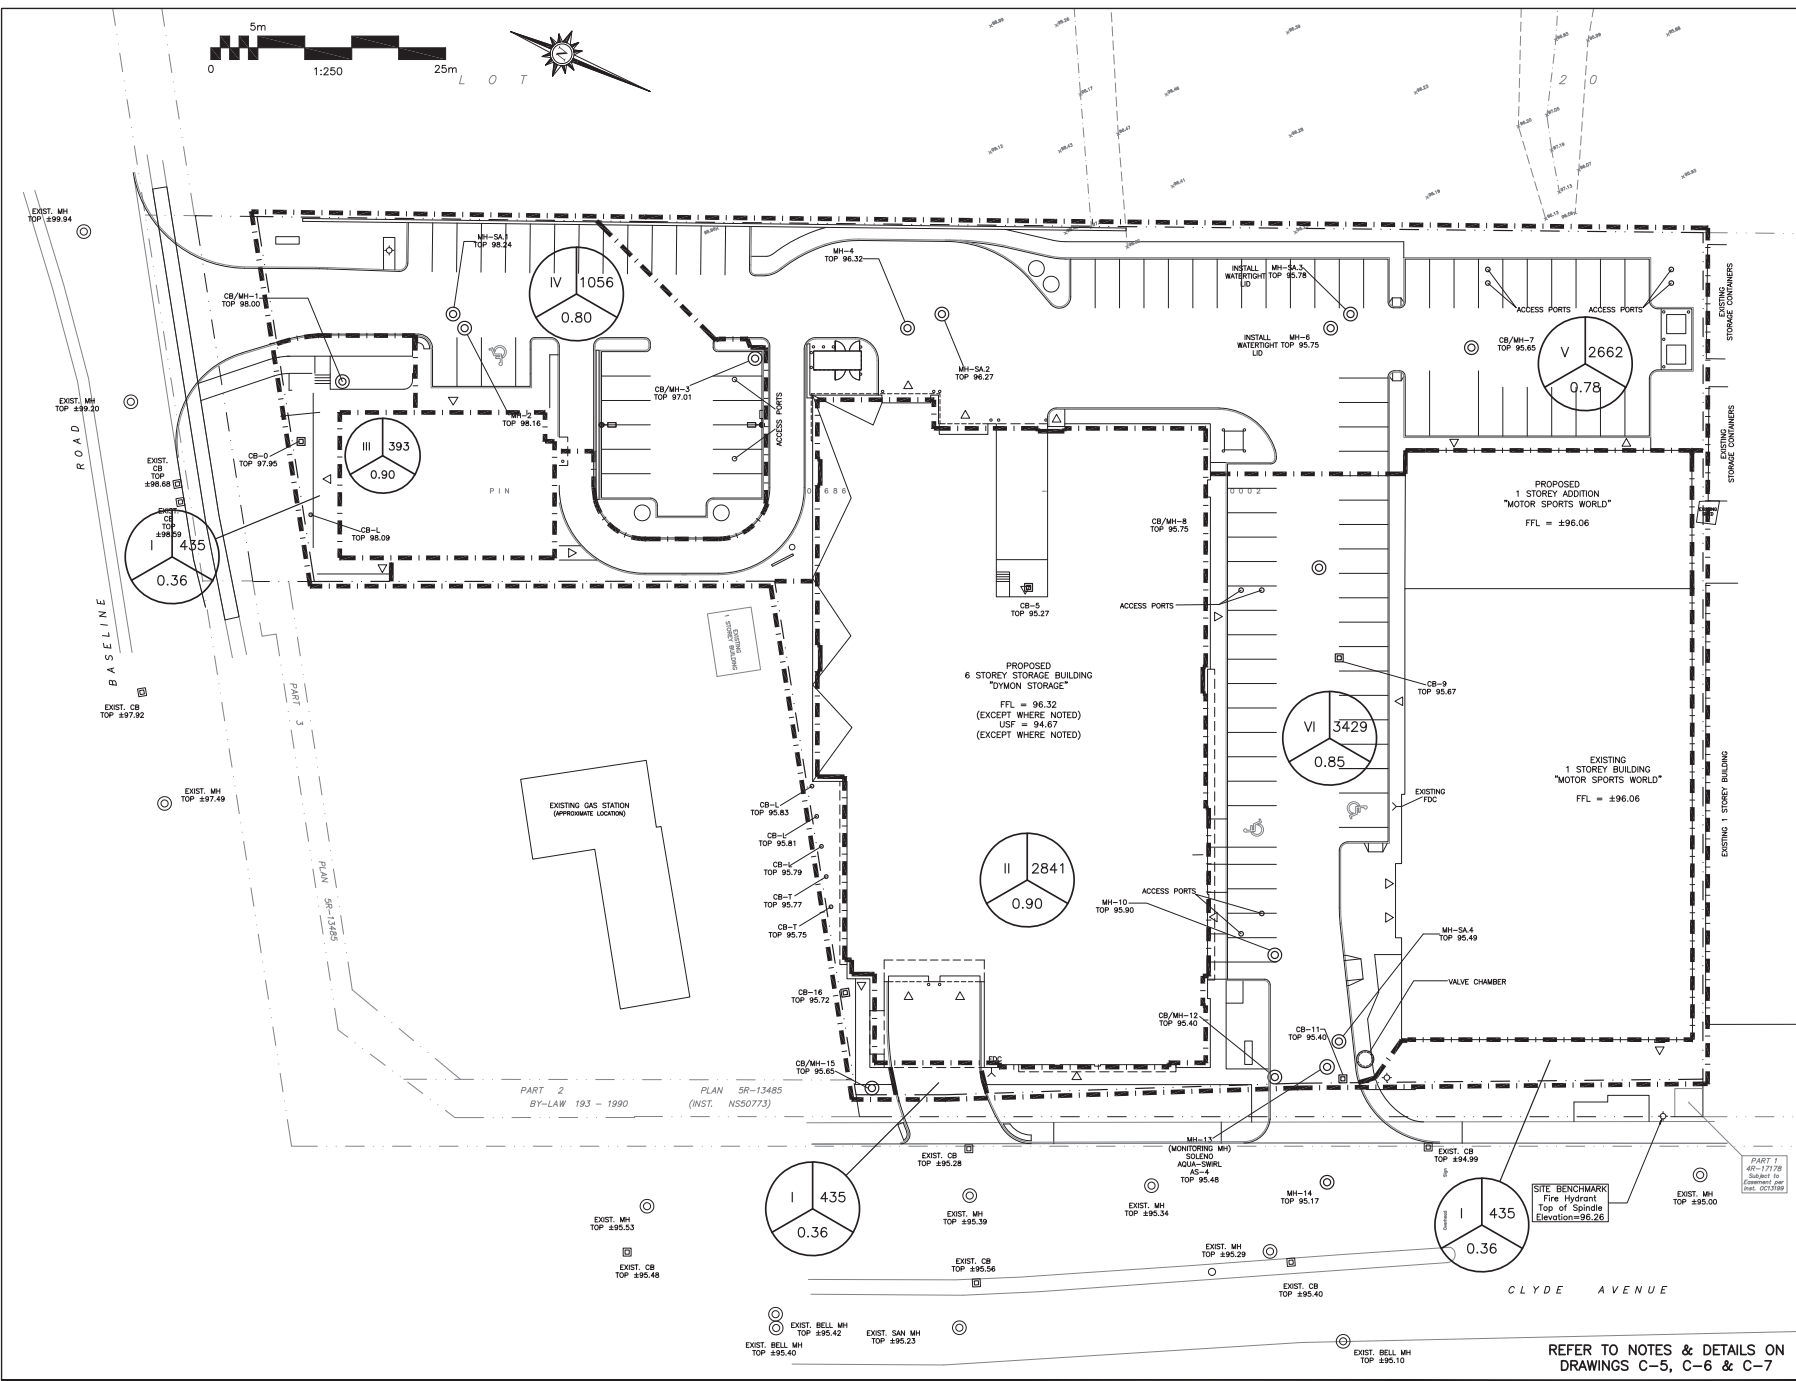 5m
0
1:250
25m
N
L O T
2 0
EXIST. MH
TOP ±99.94
MH-SA.1
TOP 98.24
CB/MH-1
TOP 98.00
IV
1056
0.80
MH-4
TOP 96.32
INSTALL
WATERTIGHT
LID
MH-SA.3
TOP 95.78
ACCESS PORTS
ACCESS PORTS
EXISTING
STORAGE CONTAINERS
INSTALL
WATERTIGHT
LID
MH-6
TOP 95.75
CB/MH-7
TOP 95.65
V
2662
0.78
MH-SA.2
TOP 96.27
CB/MH-3
TOP 97.01
ACCESS PORTS
MH-2
TOP 98.16
EXIST. MH
TOP ±99.20
ROAD
BASELINE
CB-0
TOP 97.95
III
393
0.90
EXIST.
CB
TOP
±98.68
EXIST.
CB
TOP
±98.59
I
435
0.36
CB-L
TOP 98.09
PIN
0002
EXISTING
STORAGE CONTAINERS
PROPOSED
1 STOREY ADDITION
"MOTOR SPORTS WORLD"
FFL = ±96.06
CB/MH-8
TOP 95.75
CB-5
TOP 95.27
ACCESS PORTS
EXISTING
1 STOREY BUILDING
PROPOSED
6 STOREY STORAGE BUILDING
"DYMON STORAGE"
FFL = 96.32
(EXCEPT WHERE NOTED)
USF = 94.67
(EXCEPT WHERE NOTED)
CB-9
TOP 95.67
EXIST. CB
TOP ±97.92
PART 3
PLAN 5R-13485
VI
3429
0.85
EXISTING
1 STOREY BUILDING
"MOTOR SPORTS WORLD"
FFL = ±96.06
EXISTING 1 STOREY BUILDING
EXISTING
FDC
EXIST. MH
TOP ±97.49
EXISTING GAS STATION
(APPROXIMATE LOCATION)
CB-L
TOP 95.83
CB-L
TOP 95.81
CB-L
TOP 95.79
CB-T
TOP 95.77
CB-T
TOP 95.75
II
2841
0.90
ACCESS PORTS
MH-10
TOP 95.90
MH-SA.4
TOP 95.49
VALVE CHAMBER
CB-16
TOP 95.72
CB/MH-12
TOP 95.40
CB-11
TOP 95.40
CB/MH-15
TOP 95.65
FDC
PART 2
PLAN 5R-13485
BY-LAW 193 - 1990
(INST. NS50773)
MH-13
(MONITORING MH)
SOLENO
AQUA-SWIRL
AS-4
TOP 95.48
EXIST. CB
TOP ±95.28
EXIST. CB
TOP ±94.99
PART 1
4R-17178
Subject to
Easement per
Inst. OC13199
I
435
0.36
EXIST. MH
TOP ±95.53
EXIST. MH
TOP ±95.39
EXIST. MH
TOP ±95.34
MH-14
TOP 95.17
Sign
Overhead
I
435
0.36
SITE BENCHMARK
Fire Hydrant
Top of Spindle
Elevation=96.26
EXIST. MH
TOP ±95.00
EXIST. CB
TOP ±95.48
EXIST. CB
TOP ±95.56
EXIST. MH
TOP ±95.29
EXIST. CB
TOP ±95.40
CLYDE AVENUE
EXIST. BELL MH
TOP ±95.42
EXIST. BELL MH
TOP ±95.40
EXIST. SAN MH
TOP ±95.23
EXIST. BELL MH
TOP ±95.10
REFER TO NOTES & DETAILS ON
DRAWINGS C-5, C-6 & C-7